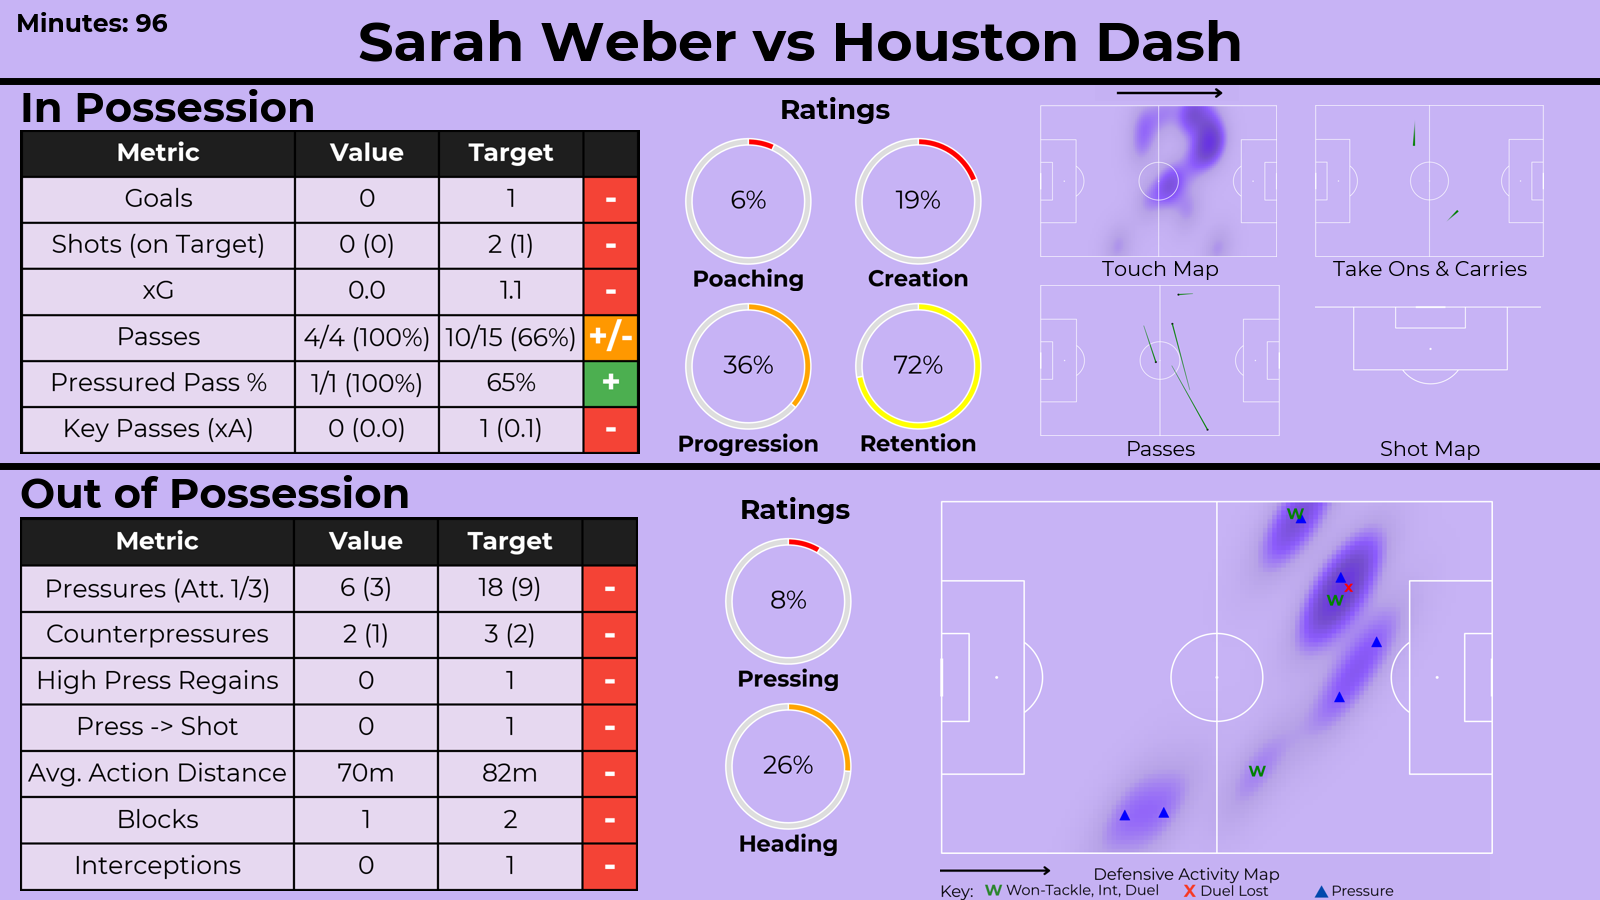 Minutes: 96
Sarah Weber vs Houston Dash
In Possession
Metric Value Target
Goals 0 1 -
Shots (on Target) 0 (0) 2 (1) -
xG 0.0 1.1 -
Passes 4/4 (100%) 10/15 (66%) +/-
Pressured Pass % 1/1 (100%) 65% +
Key Passes (xA) 0 (0.0) 1 (0.1) -
Ratings
6% 19%
Poaching Creation
36% 72%
Progression Retention
Touch Map Take Ons & Carries
Passes Shot Map
Out of Possession
Metric Value Target
Pressures (Att. 1/3) 6 (3) 18 (9) -
Counterpressures 2 (1) 3 (2) -
High Press Regains 0 1 -
Press -> Shot 0 1 -
Avg. Action Distance 70m 82m -
Blocks 1 2 -
Interceptions 0 1 -
Ratings
8%
Pressing
26%
Heading
W
x
W
W
Defensive Activity Map
Key: W Won-Tackle, Int, Duel X Duel Lost Pressure